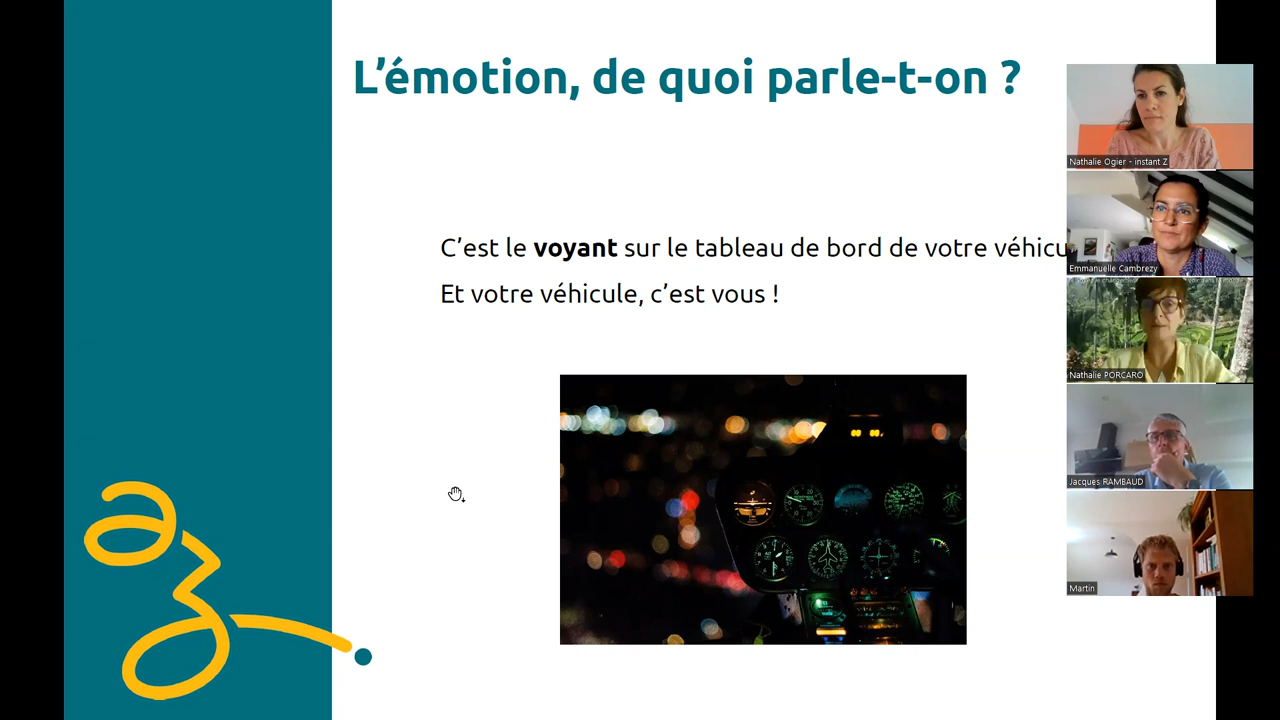 L’émotion, de quoi parle-t-on ?
C’est le voyant sur le tableau de bord de votre véhicu
Et votre véhicule, c’est vous !
az
Nathalie Ogier - instant Z
Emmanuelle Cambrezy
Nathalie PORCARO
Jacques RAMBAUD
Martin